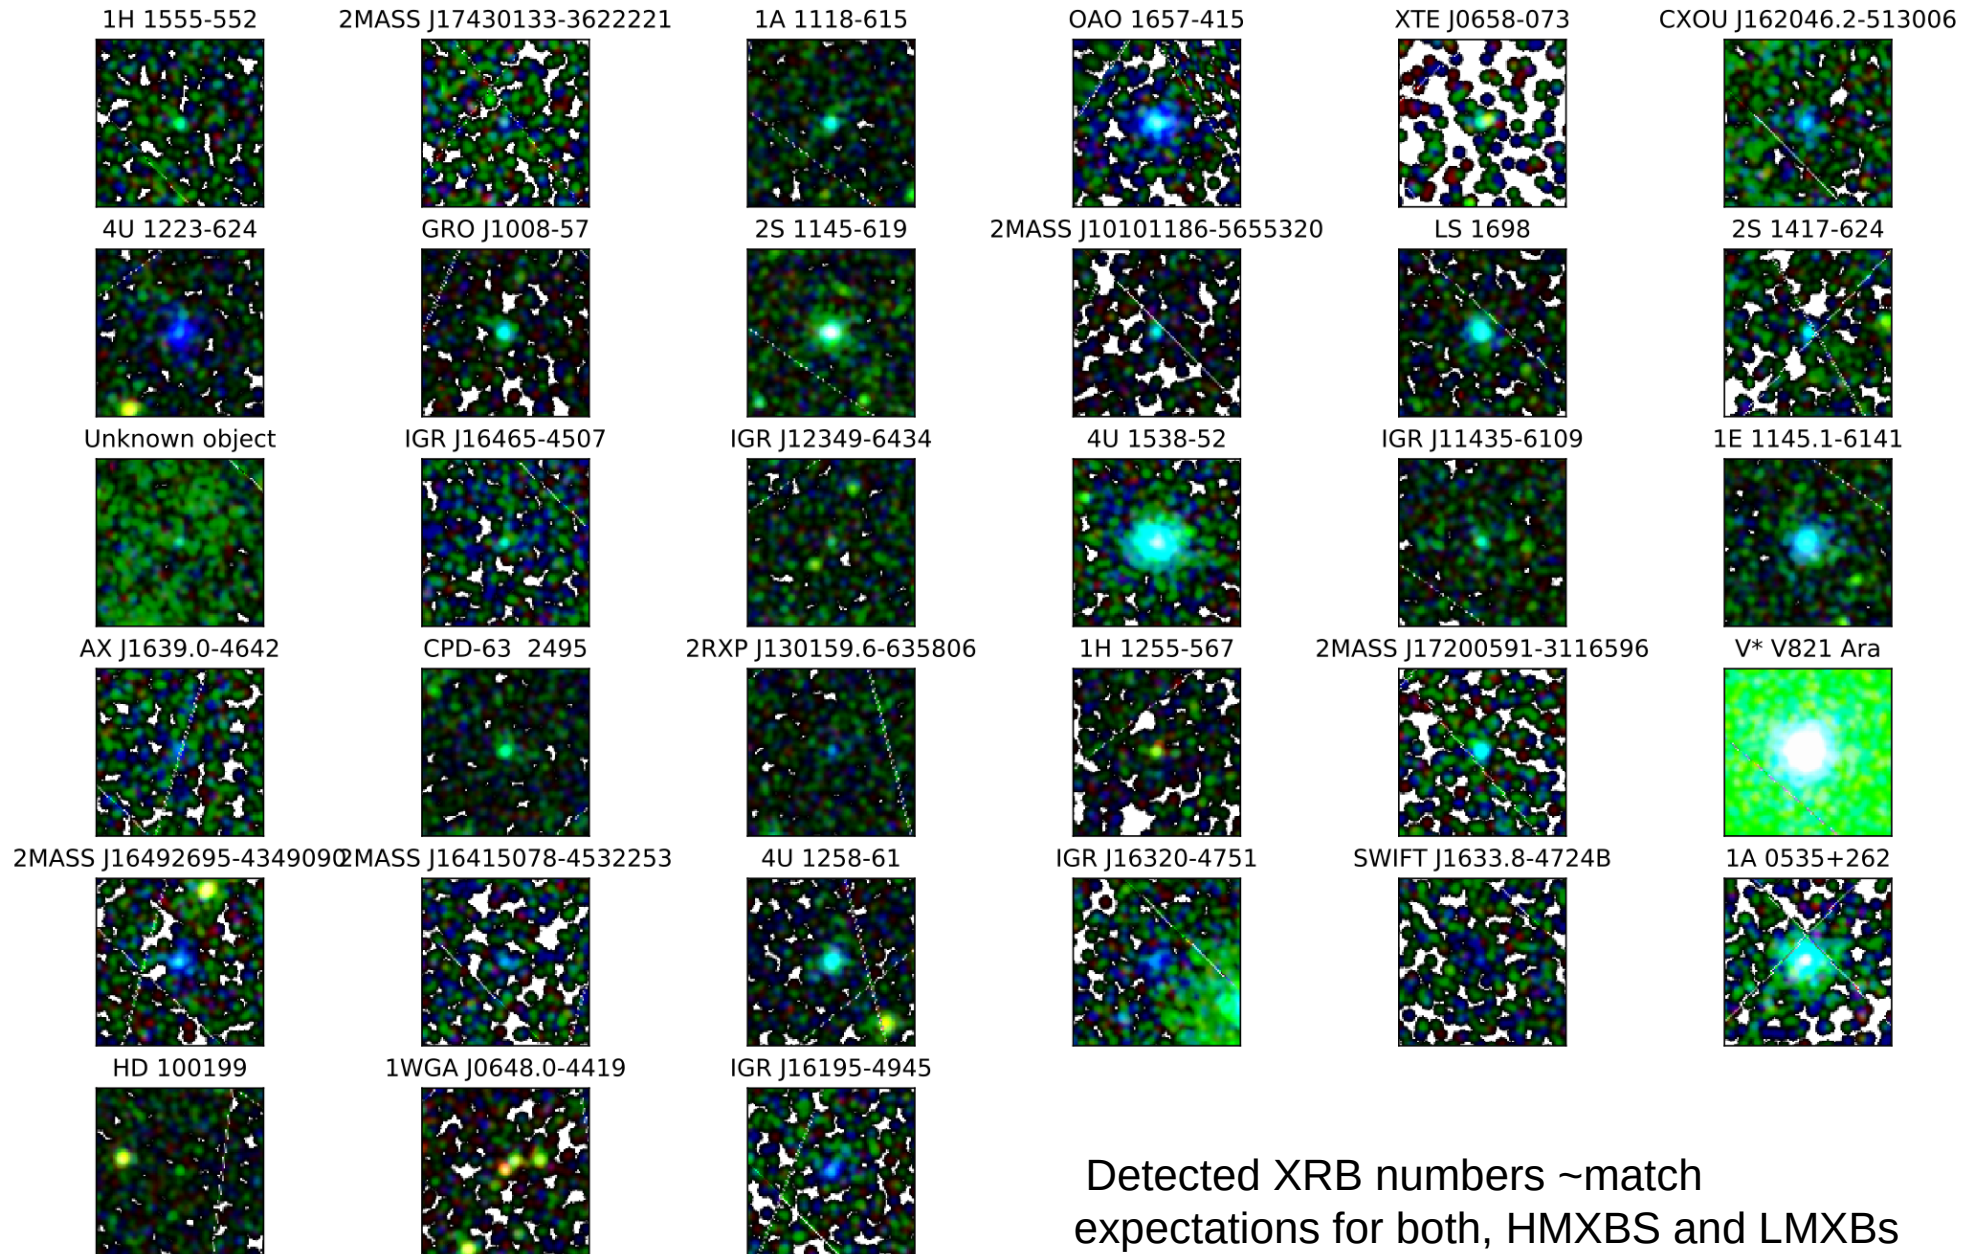 1H 1555-552
2MASS J17430133-3622221
1A 1118-615
OAO 1657-415
XTE J0658-073
CXOU J162046.2-513006
4U 1223-624
GRO J1008-57
2S 1145-619
2MASS J10101186-5655320
LS 1698
2S 1417-624
Unknown object
IGR J16465-4507
IGR J12349-6434
4U 1538-52
IGR J11435-6109
1E 1145.1-6141
AX J1639.0-4642
CPD-63  2495
2RXP J130159.6-635806
1H 1255-567
2MASS J17200591-3116596
V* V821 Ara
2MASS J16492695-4349090
2MASS J16415078-4532253
4U 1258-61
IGR J16320-4751
SWIFT J1633.8-4724B
1A 0535+262
HD 100199
1WGA J0648.0-4419
IGR J16195-4945
Detected XRB numbers ~match
expectations for both, HMXBS and LMXBs